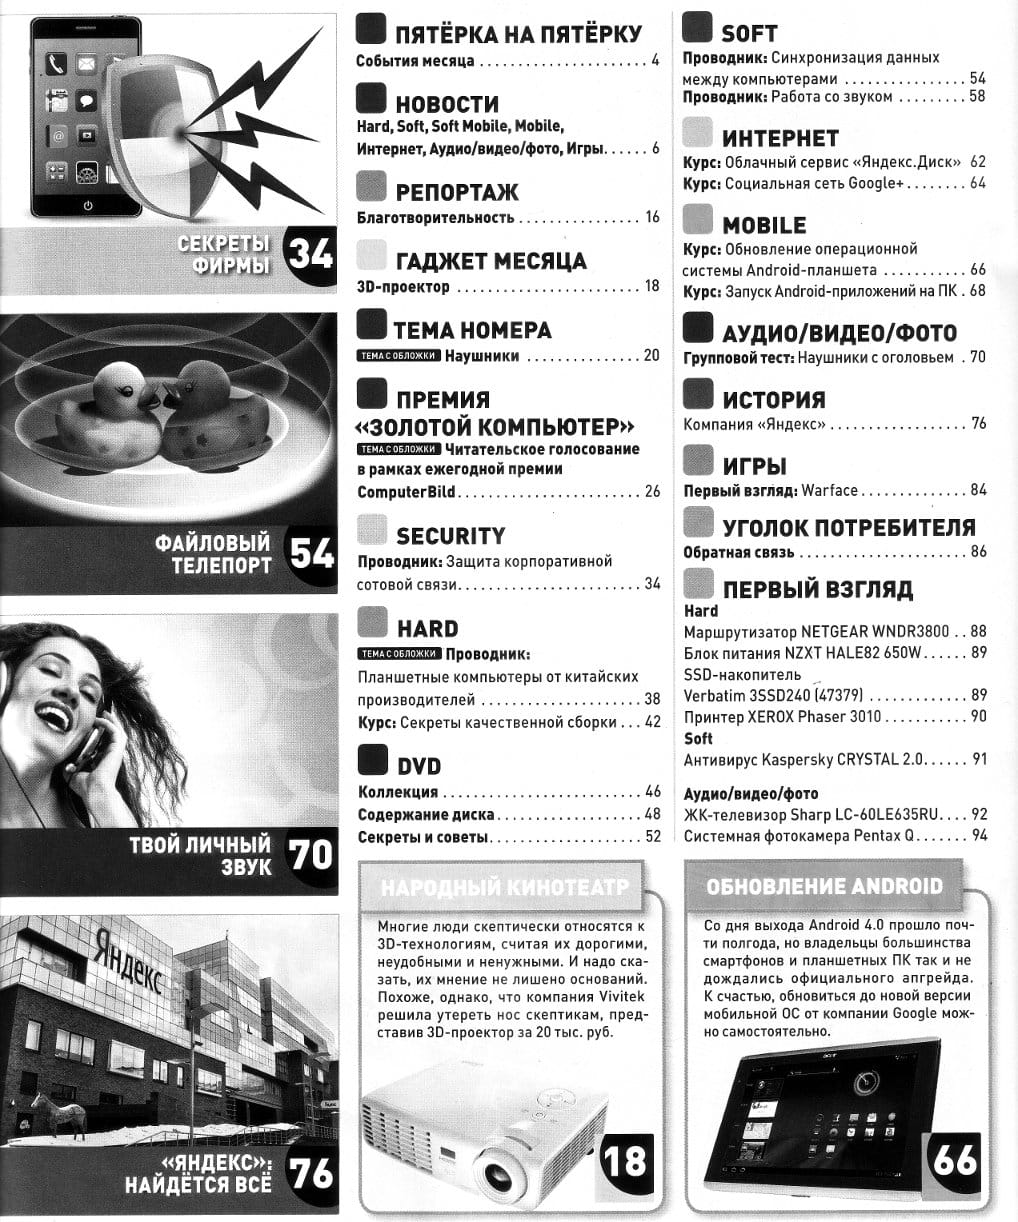 СЕКРЕТЫ
ФИРМЫ
34
ФАЙЛОВЫЙ
ТЕЛЕПОРТ
54
ТВОЙ ЛИЧНЫЙ
ЗВУК
70
Яндекс
«ЯНДЕКС»:
НАЙДЁТСЯ ВСЁ
76
ПЯТЁРКА НА ПЯТЁРКУ
События месяца . . . . . . . . . . . . . . . . . . . . . 4
НОВОСТИ
Hard, Soft, Soft Mobile, Mobile,
Интернет, Аудио/видео/фото, Игры. . . . . . 6
РЕПОРТАЖ
Благотворительность . . . . . . . . . . . . . . . . 16
ГАДЖЕТ МЕСЯЦА
3D-проектор . . . . . . . . . . . . . . . . . . . . . . . 18
ТЕМА НОМЕРА
ТЕМА С ОБЛОЖКИ Наушники . . . . . . . . . . . . . . 20
ПРЕМИЯ
«ЗОЛОТОЙ КОМПЬЮТЕР»
ТЕМА С ОБЛОЖКИ Читательское голосование
в рамках ежегодной премии
ComputerBild. . . . . . . . . . . . . . . . . . . . . . . 26
SECURITY
Проводник: Защита корпоративной
сотовой связи. . . . . . . . . . . . . . . . . . . . . . . 34
HARD
ТЕМА С ОБЛОЖКИ Проводник:
Планшетные компьютеры от китайских
производителей . . . . . . . . . . . . . . . . . . . . 38
Курс: Секреты качественной сборки . . . 42
DVD
Коллекция . . . . . . . . . . . . . . . . . . . . . . . . . 46
Содержание диска. . . . . . . . . . . . . . . . . . 48
Секреты и советы. . . . . . . . . . . . . . . . . . . 52
НАРОДНЫЙ КИНОТЕАТР
Многие люди скептически относятся к
3D-технологиям, считая их дорогими,
неудобными и ненужными. И надо ска-
зать, их мнение не лишено оснований.
Похоже, однако, что компания Vivitek
решила утереть нос скептикам, пред-
ставив 3D-проектор за 20 тыс. руб.
18
SOFT
Проводник: Синхронизация данных
между компьютерами . . . . . . . . . . . . . . . 54
Проводник: Работа со звуком . . . . . . . . . 58
ИНТЕРНЕТ
Курс: Облачный сервис «Яндекс.Диск» 62
Курс: Социальная сеть Google+. . . . . . . . 64
MOBILE
Курс: Обновление операционной
системы Android-планшета . . . . . . . . . . 66
Курс: Запуск Android-приложений на ПК . 68
АУДИО/ВИДЕО/ФОТО
Групповой тест: Наушники с оголовьем . 70
ИСТОРИЯ
Компания «Яндекс» . . . . . . . . . . . . . . . . . 76
ИГРЫ
Первый взгляд: Warface. . . . . . . . . . . . . 84
УГОЛОК ПОТРЕБИТЕЛЯ
Обратная связь . . . . . . . . . . . . . . . . . . . . . 86
ПЕРВЫЙ ВЗГЛЯД
Hard
Маршрутизатор NETGEAR WNDR3800 . . 88
Блок питания NZXT HALE82 650W. . . . . . 89
SSD-накопитель
Verbatim 3SSD240 (47379) . . . . . . . . . . . . 89
Принтер XEROX Phaser 3010 . . . . . . . . . . 90
Soft
Антивирус Kaspersky CRYSTAL 2.0. . . . . . 91
Аудио/видео/фото
ЖК-телевизор Sharp LC-60LE635RU. . . . 92
Системная фотокамера Pentax Q. . . . . . . 94
ОБНОВЛЕНИЕ ANDROID
Со дня выхода Android 4.0 прошло поч-
ти полгода, но владельцы большинства
смартфонов и планшетных ПК так и не
дождались официального апгрейда.
К счастью, обновиться до новой версии
мобильной ОС от компании Google мож-
но самостоятельно.
acer
66